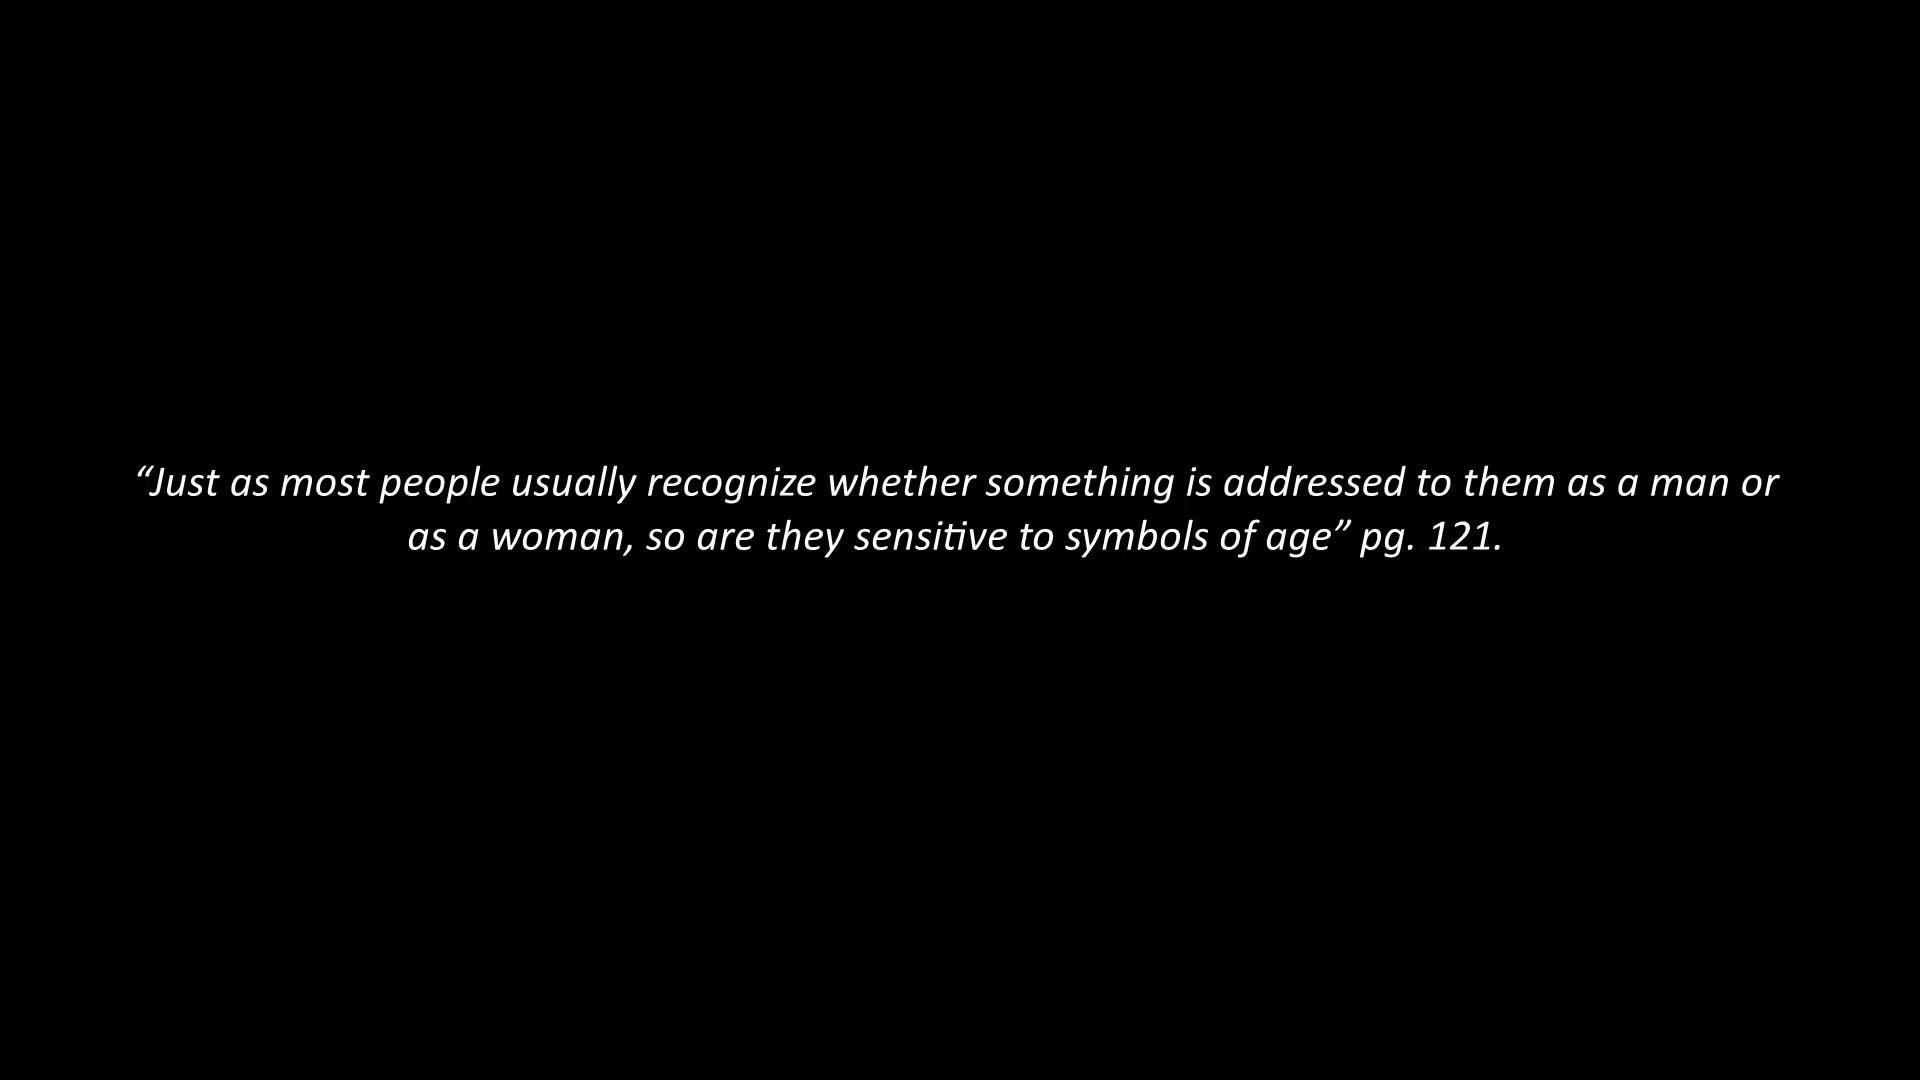 “Just as most people usually recognize whether something is addressed to them as a man or
as a woman, so are they sensitive to symbols of age” pg. 121.